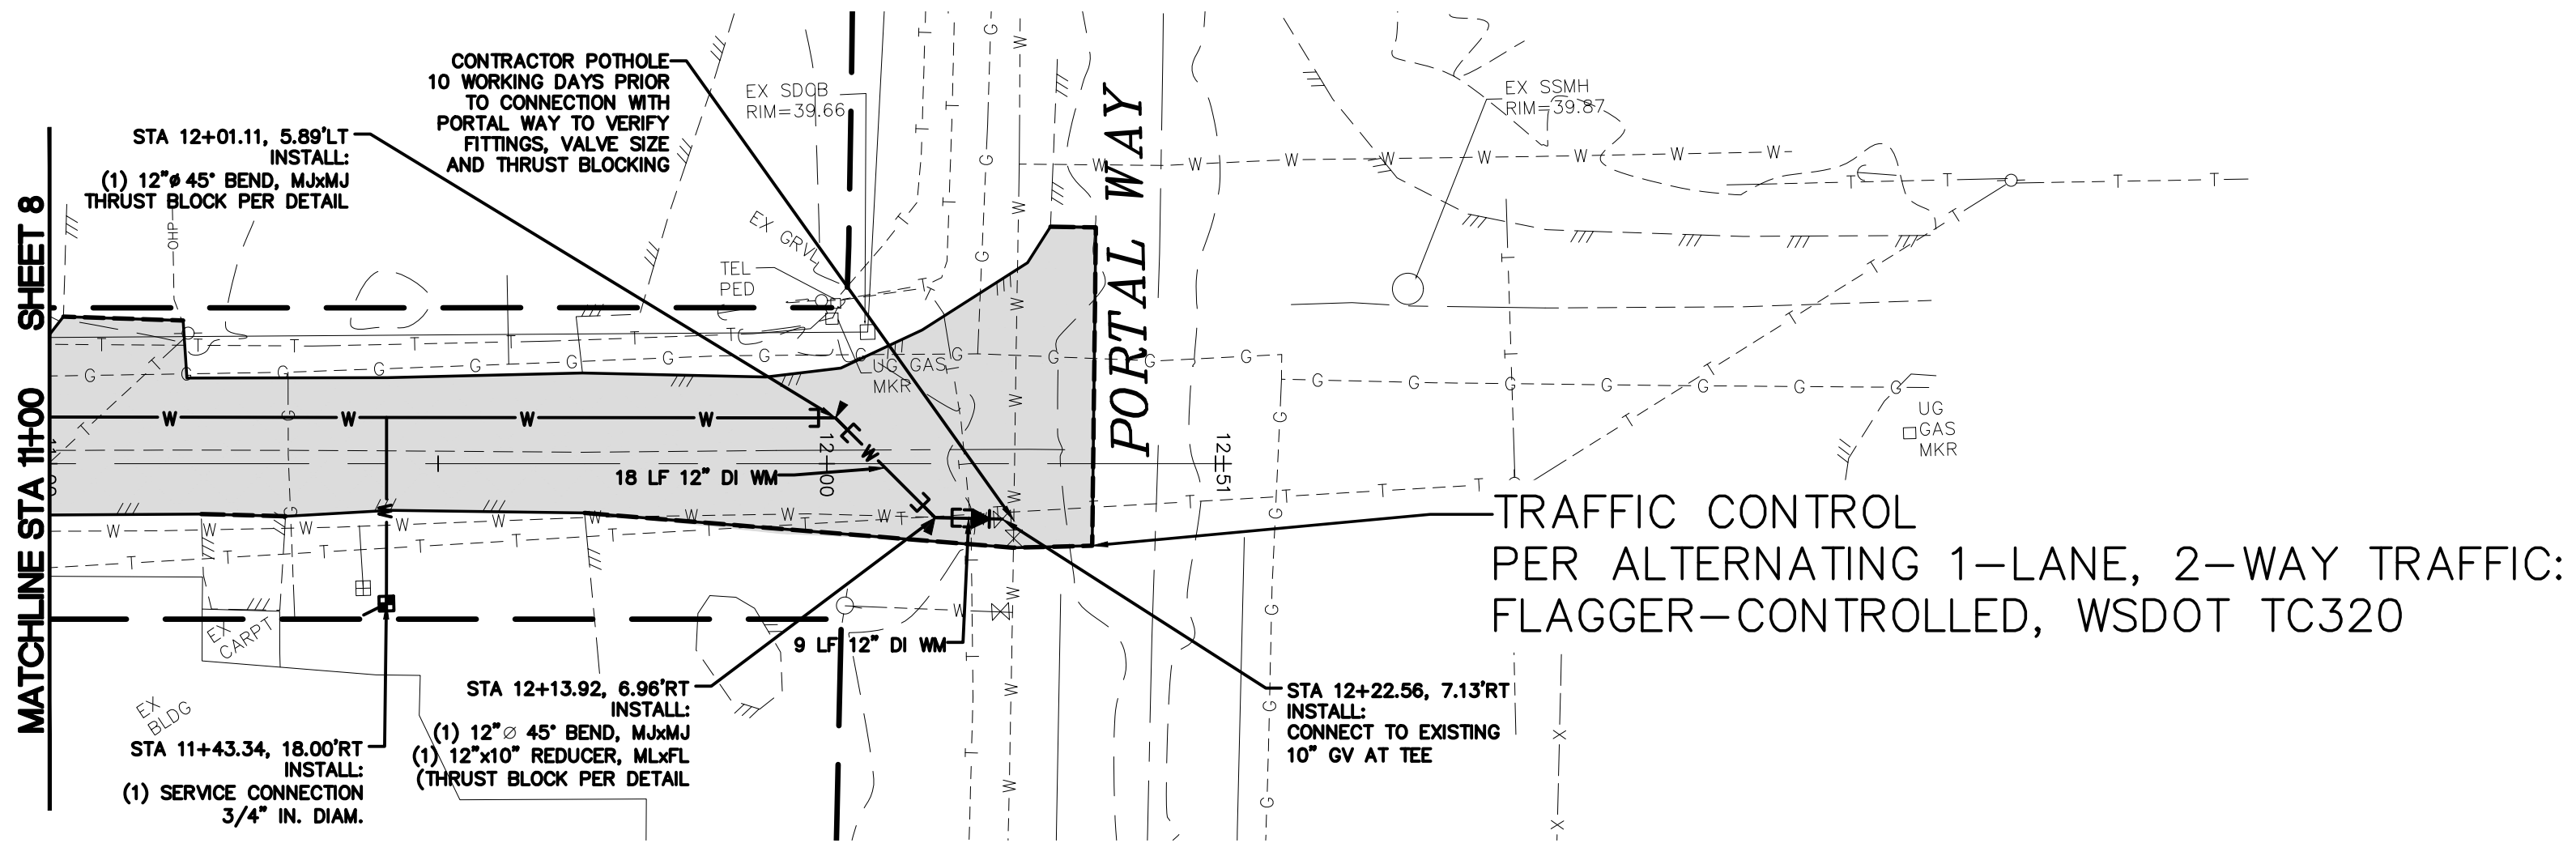 CONTRACTOR POTHOLE
10 WORKING DAYS PRIOR
TO CONNECTION WITH
PORTAL WAY TO VERIFY
FITTINGS, VALVE SIZE
AND THRUST BLOCKING
EX SDCB
RIM=39.66
EX SSMH
RIM=39.87
STA 12+01.11, 5.89'LT
INSTALL:
(1) 12"ø 45° BEND, MJxMJ
THRUST BLOCK PER DETAIL
MATCHLINE STA 11+00 SHEET 8
OHP
EX GRVL
TEL
PED
UG GAS
MKR
PORTAL WAY
UG
GAS
MKR
12+00
12+51
18 LF 12" DI WM
TRAFFIC CONTROL
PER ALTERNATING 1-LANE, 2-WAY TRAFFIC:
FLAGGER-CONTROLLED, WSDOT TC320
EX
CARPT
EX
BLDG
9 LF 12" DI WM
STA 12+13.92, 6.96'RT
INSTALL:
(1) 12"∅ 45° BEND, MJxMJ
(1) 12"x10" REDUCER, MLxFL
(THRUST BLOCK PER DETAIL
STA 12+22.56, 7.13'RT
INSTALL:
CONNECT TO EXISTING
10" GV AT TEE
STA 11+43.34, 18.00'RT
INSTALL:
(1) SERVICE CONNECTION
3/4" IN. DIAM.